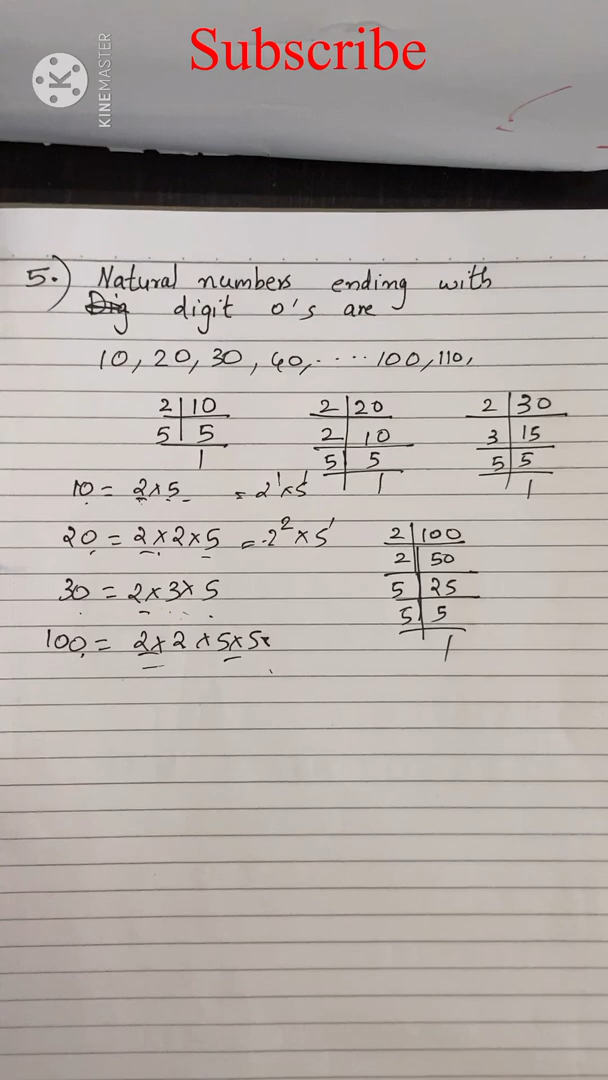 Subscribe
KINEMASTER
5.) Natural numbers ending with
Dig digit 0's are
10, 20, 30, 40, .... 100, 110,
2 | 10
5 | 5
1
2 | 20
2 | 10
5 | 5
1
2 | 30
3 | 15
5 | 5
1
10 = 2 × 5 = 2¹ × 5¹
20 = 2 × 2 × 5 = 2² × 5¹
30 = 2 × 3 × 5
100 = 2 × 2 × 5 × 5 ×
2 | 100
2 | 50
5 | 25
5 | 5
1